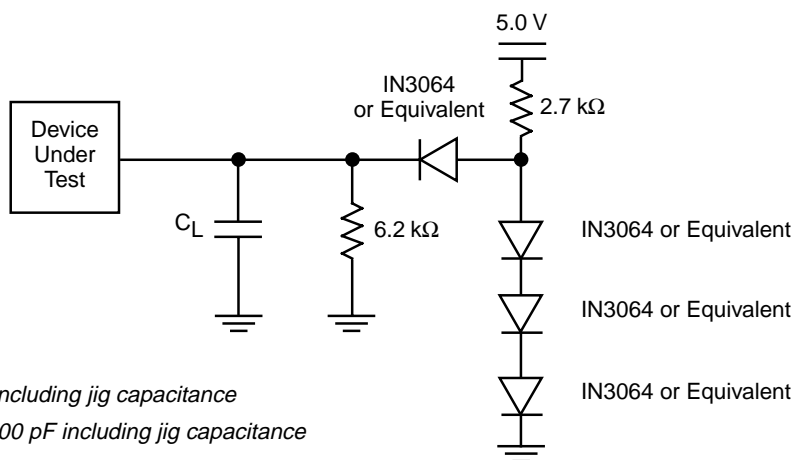 5.0 V
IN3064
or Equivalent
2.7 kΩ
Device
Under
Test
CL
6.2 kΩ
IN3064 or Equivalent
IN3064 or Equivalent
IN3064 or Equivalent
including jig capacitance
pF including jig capacitance